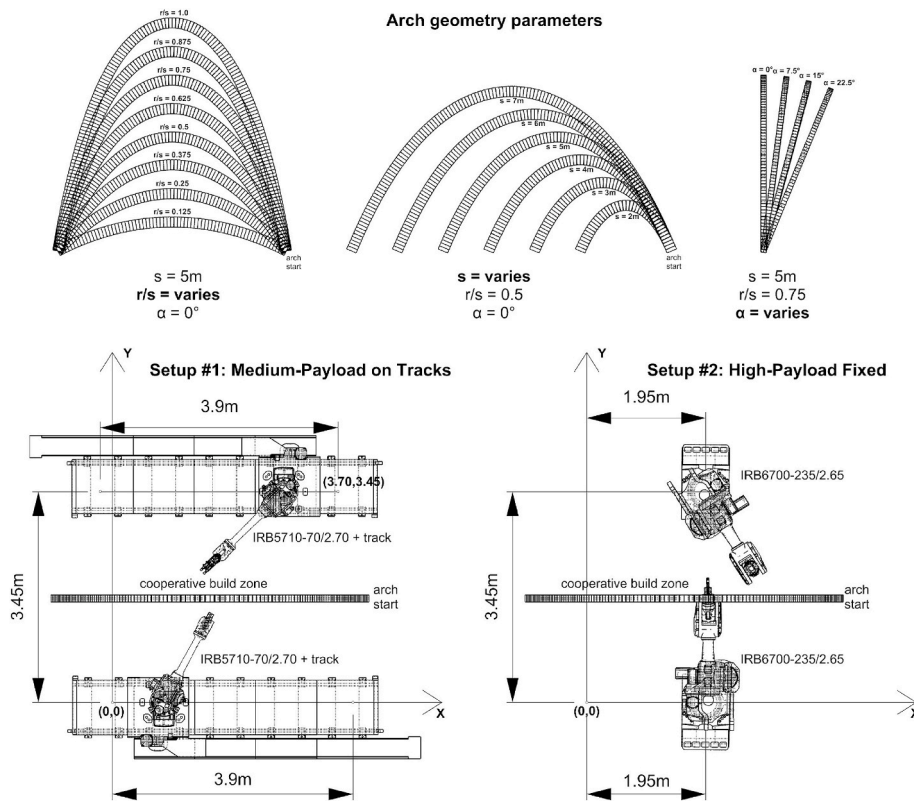 Arch geometry parameters
r/s = 1.0
r/s = 0.875
r/s = 0.75
r/s = 0.625
r/s = 0.5
r/s = 0.375
r/s = 0.25
r/s = 0.125
arch
start
s = 5m
r/s = varies
α = 0°
s = 7m
s = 6m
s = 5m
s = 4m
s = 3m
s = 2m
arch
start
s = varies
r/s = 0.5
α = 0°
α = 0°
α = 7.5°
α = 15°
α = 22.5°
s = 5m
r/s = 0.75
α = varies
Y
Setup #1: Medium-Payload on Tracks
3.9m
(3.70,3.45)
IRB5710-70/2.70 + track
3.45m
cooperative build zone
arch
start
IRB5710-70/2.70 + track
(0,0)
X
3.9m
Y
Setup #2: High-Payload Fixed
1.95m
IRB6700-235/2.65
3.45m
cooperative build zone
arch
start
IRB6700-235/2.65
(0,0)
X
1.95m